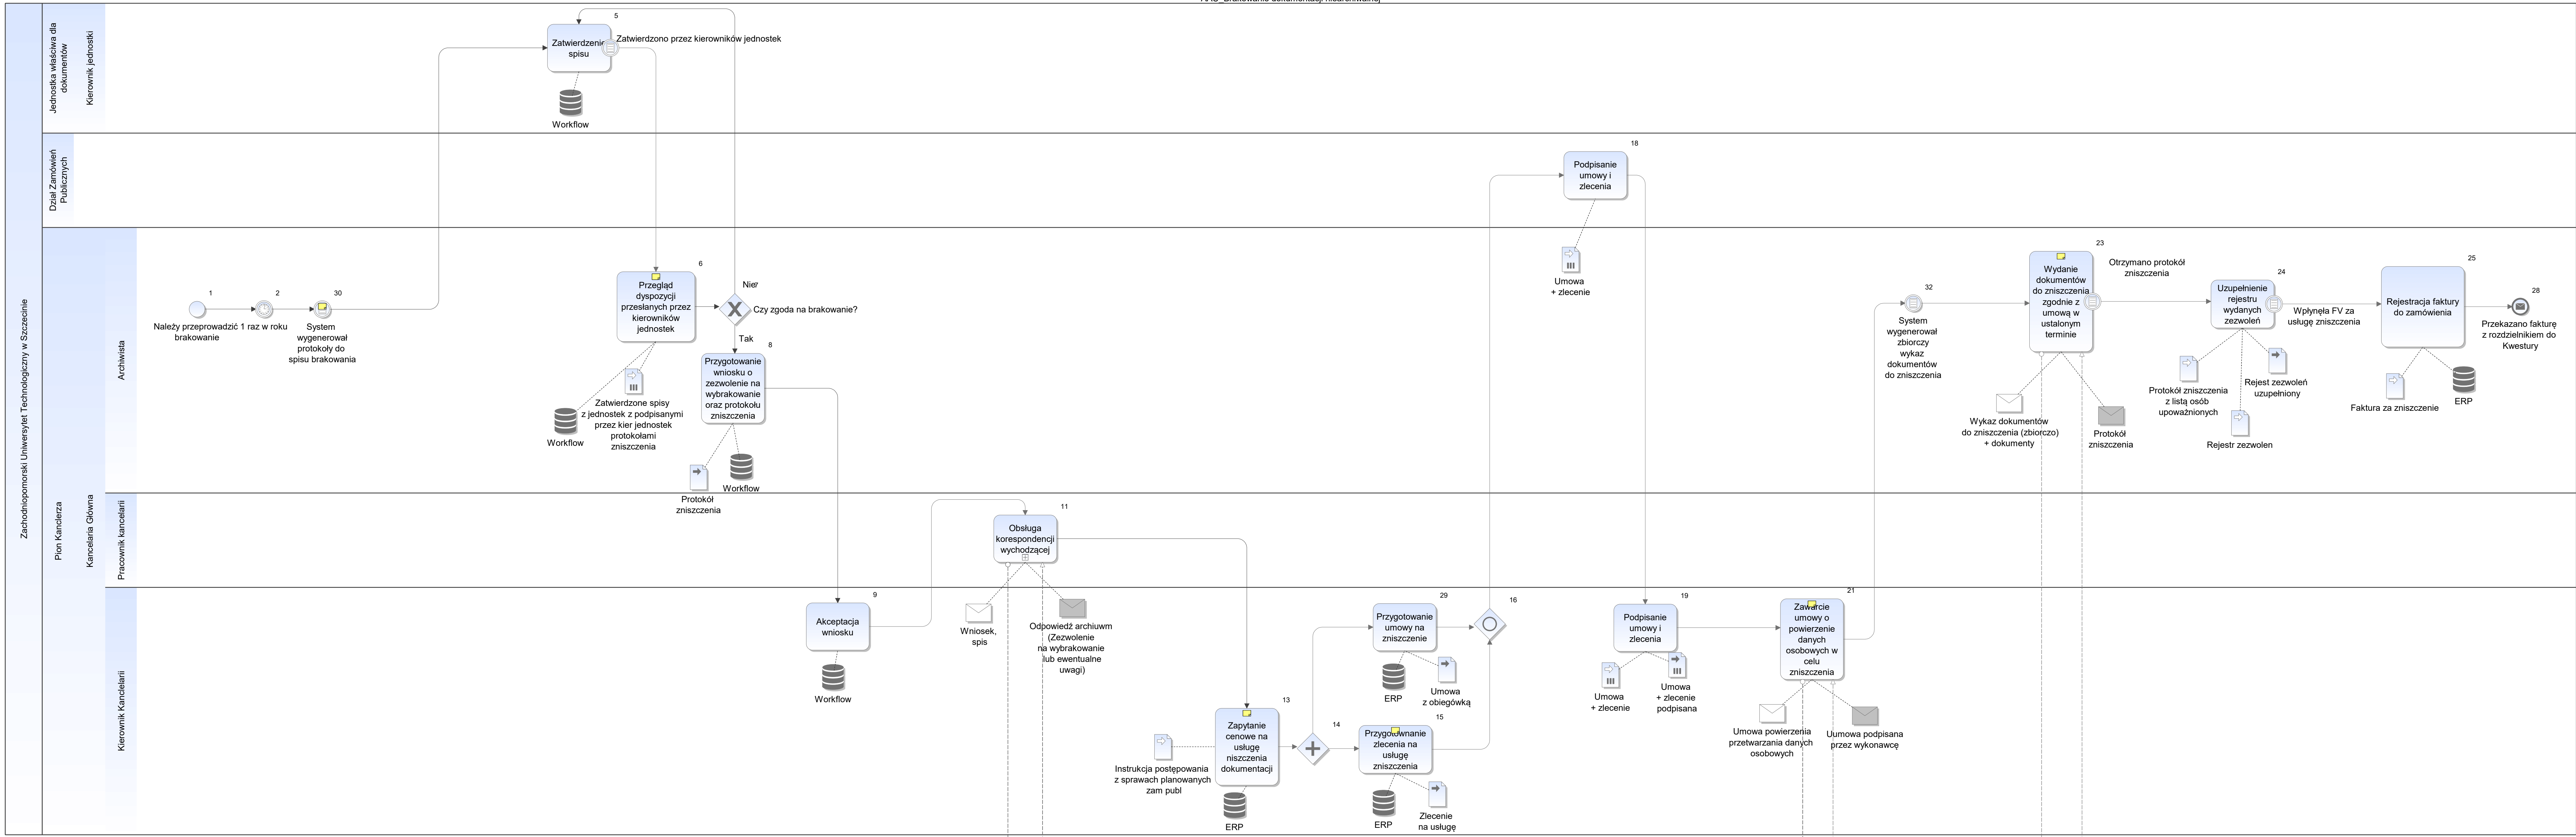 Zachodniopomorski Uniwersytet Technologiczny w Szczecinie
Jednostka właściwa dla
dokumentów
Kierownik jednostki
5
Zatwierdzenie
spisu
Zatwierdzono przez kierowników jednostek
Workflow
Dział Zamówień
Publicznych
18
Podpisanie
umowy i
zlecenia
Umowa
+ zlecenie
Pion Kanclerza
Kancelaria Główna
Archiwista
1
Należy przeprowadzić
brakowanie
2
1 raz w roku
30
System
wygenerował
protokoły do
spisu brakowania
6
Przegląd
dyspozycji
przesłanych przez
kierowników
jednostek
Workflow
Zatwierdzone spisy
z jednostek z podpisanymi
przez kier jednostek
protokołami
zniszczenia
Nie
7
Czy zgoda na brakowanie?
Tak
8
Przygotowanie
wniosku o
zezwolenie na
wybrakowanie
oraz protokołu
zniszczenia
Protokół
zniszczenia
Workflow
32
System
wygenerował
zbiorczy
wykaz
dokumentów
do zniszczenia
23
Wydanie
dokumentów
do zniszczenia
zgodnie z
umową w
ustalonym
terminie
Otrzymano protokół
zniszczenia
Wykaz dokumentów
do zniszczenia (zbiorczo)
+ dokumenty
Protokół
zniszczenia
24
Uzupełnienie
rejestru
wydanych
zezwoleń
Wpłynęła FV za
usługę zniszczenia
Protokół zniszczenia
z listą osób
upoważnionych
Rejestr zezwolen
Rejest zezwoleń
uzupełniony
25
Rejestracja faktury
do zamówienia
Faktura za zniszczenie
ERP
28
Przekazano fakturę
z rozdzielnikiem do
Kwestury
Pracownik kancelarii
11
Obsługa
korespondencji
wychodzącej
Wniosek,
spis
Odpowiedź archiuwm
(Zezwolenie
na wybrakowanie
lub ewentualne
uwagi)
Kierownik Kanclelarii
9
Akceptacja
wniosku
Workflow
13
Zapytanie
cenowe na
usługę
niszczenia
dokumentacji
Instrukcja postępowania
z sprawach planowanych
zam publ
ERP
14
29
Przygotowanie
umowy na
zniszczenie
ERP
Umowa
z obiegówką
15
Przygotownanie
zlecenia na
usługę
zniszczenia
ERP
Zlecenie
na usługę
16
19
Podpisanie
umowy i
zlecenia
Umowa
+ zlecenie
Umowa
+ zlecenie
podpisana
21
Zawarcie
umowy o
powierzenie
danych
osobowych w
celu
zniszczenia
Umowa powierzenia
przetwarzania danych
osobowych
Uumowa podpisana
przez wykonawcę